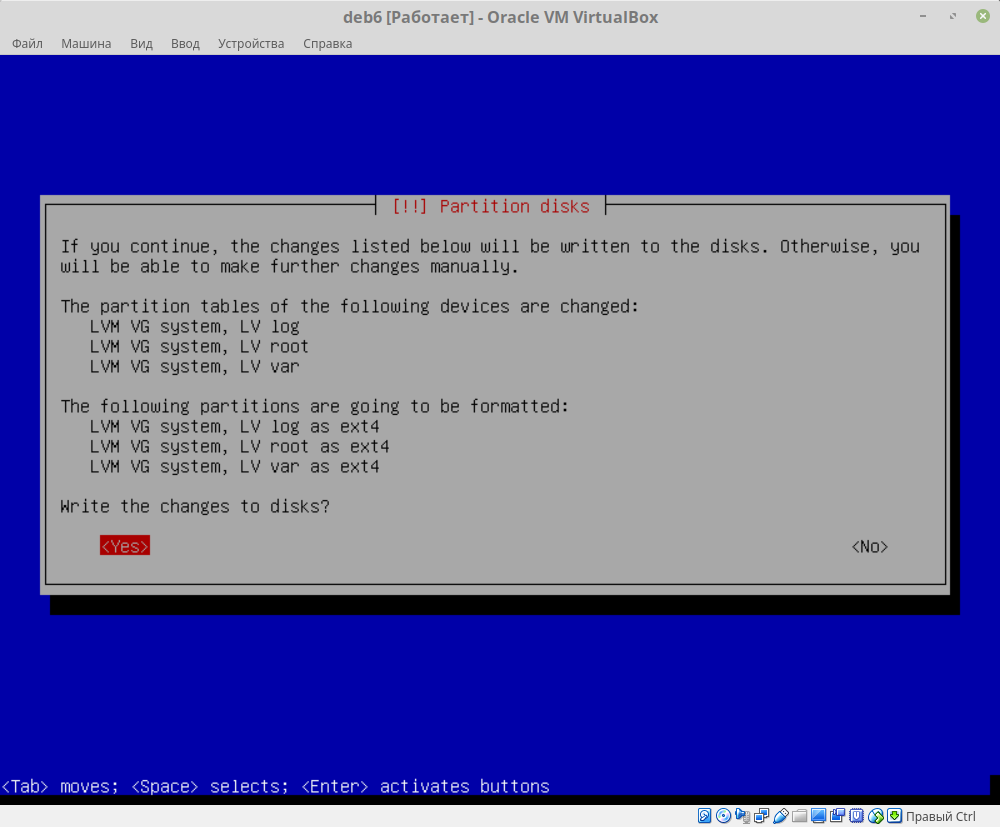 deb6 [Работает] - Oracle VM VirtualBox
Файл Машина Вид Ввод Устройства Справка
[!!] Partition disks
If you continue, the changes listed below will be written to the disks. Otherwise, you
will be able to make further changes manually.
The partition tables of the following devices are changed:
LVM VG system, LV log
LVM VG system, LV root
LVM VG system, LV var
The following partitions are going to be formatted:
LVM VG system, LV log as ext4
LVM VG system, LV root as ext4
LVM VG system, LV var as ext4
Write the changes to disks?
<Yes> <No>
<Tab> moves; <Space> selects; <Enter> activates buttons
Правый Ctrl